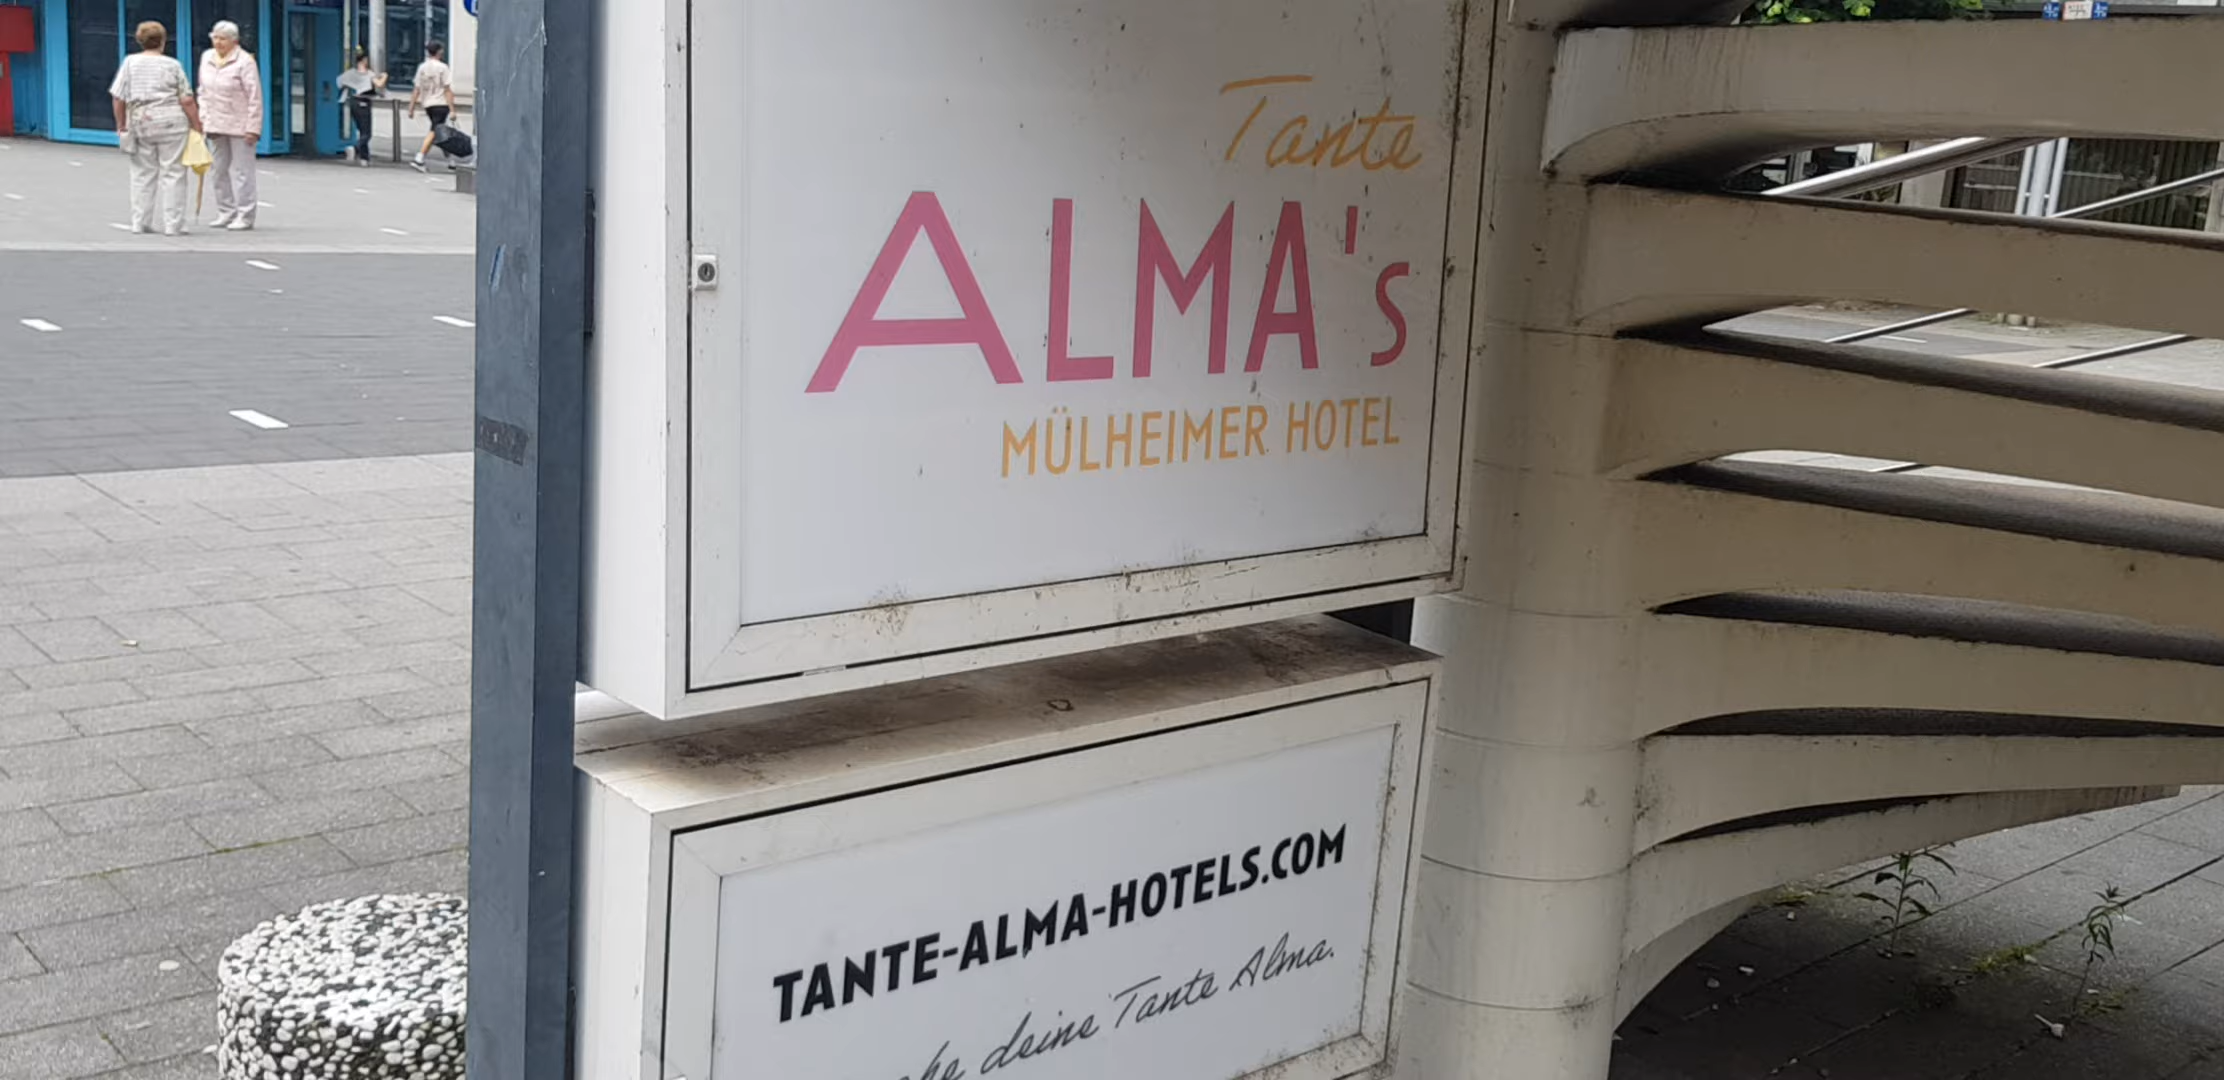 Tante
ALMA's
MÜLHEIMER HOTEL
TANTE-ALMA-HOTELS.COM
deine Tante Alma.